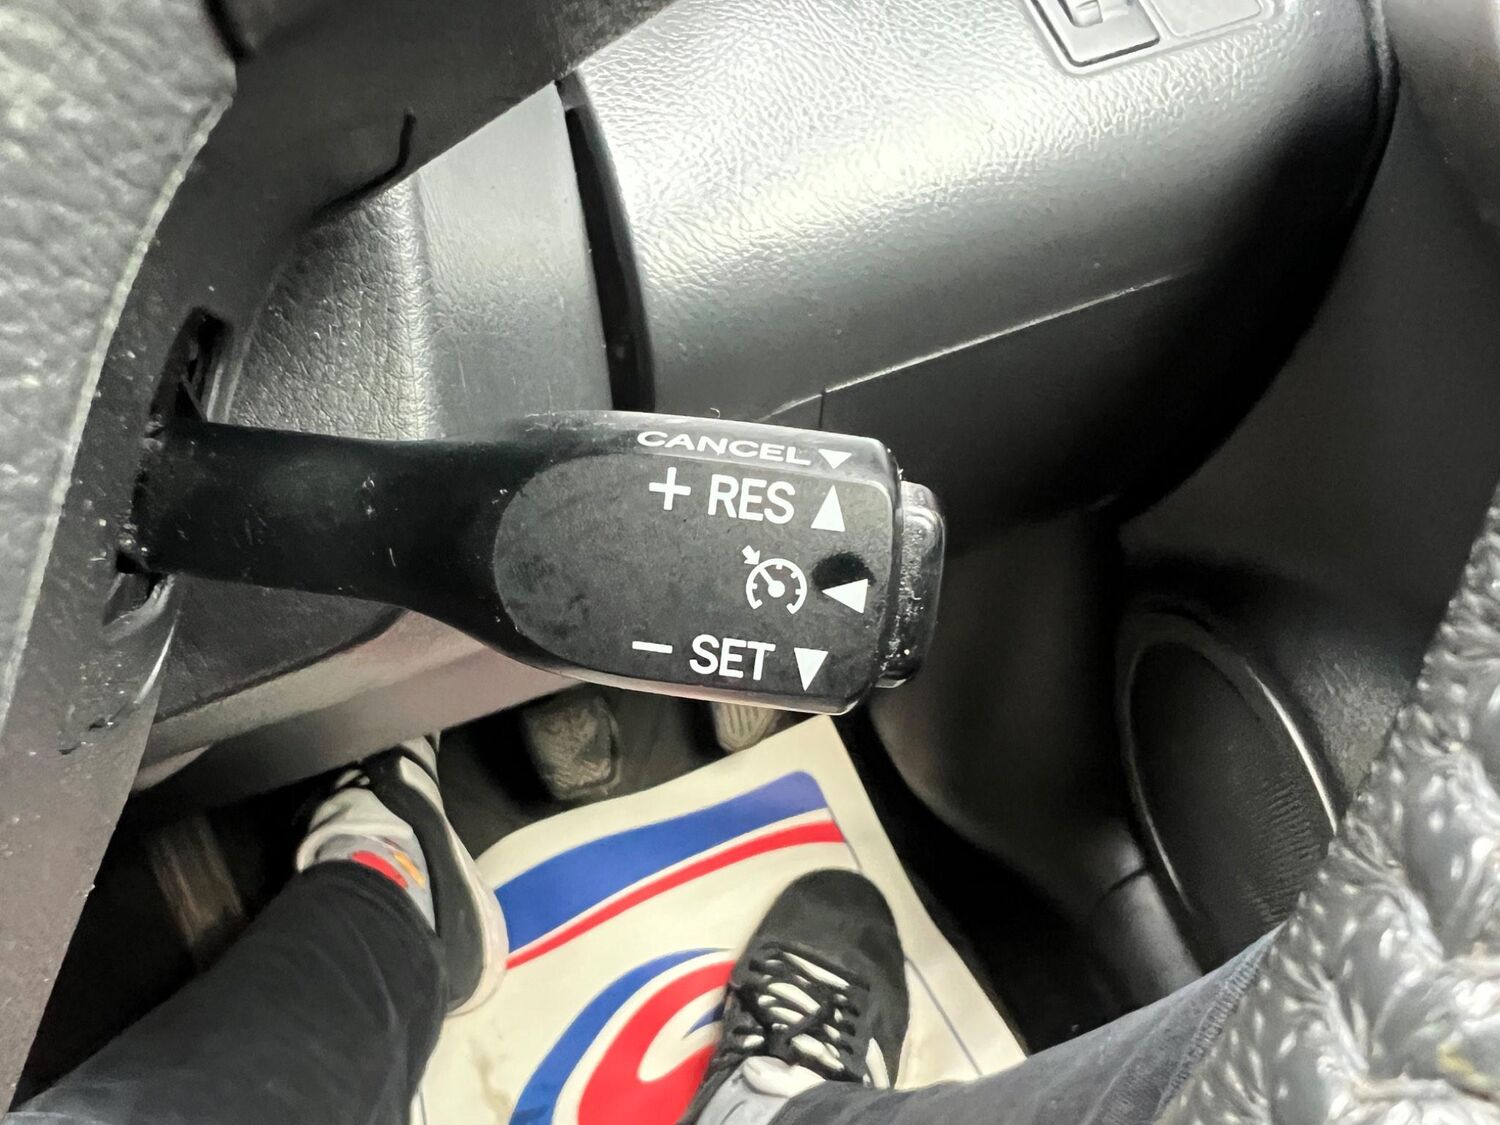 CANCEL ▼
+ RES ▲
◀
− SET ▼